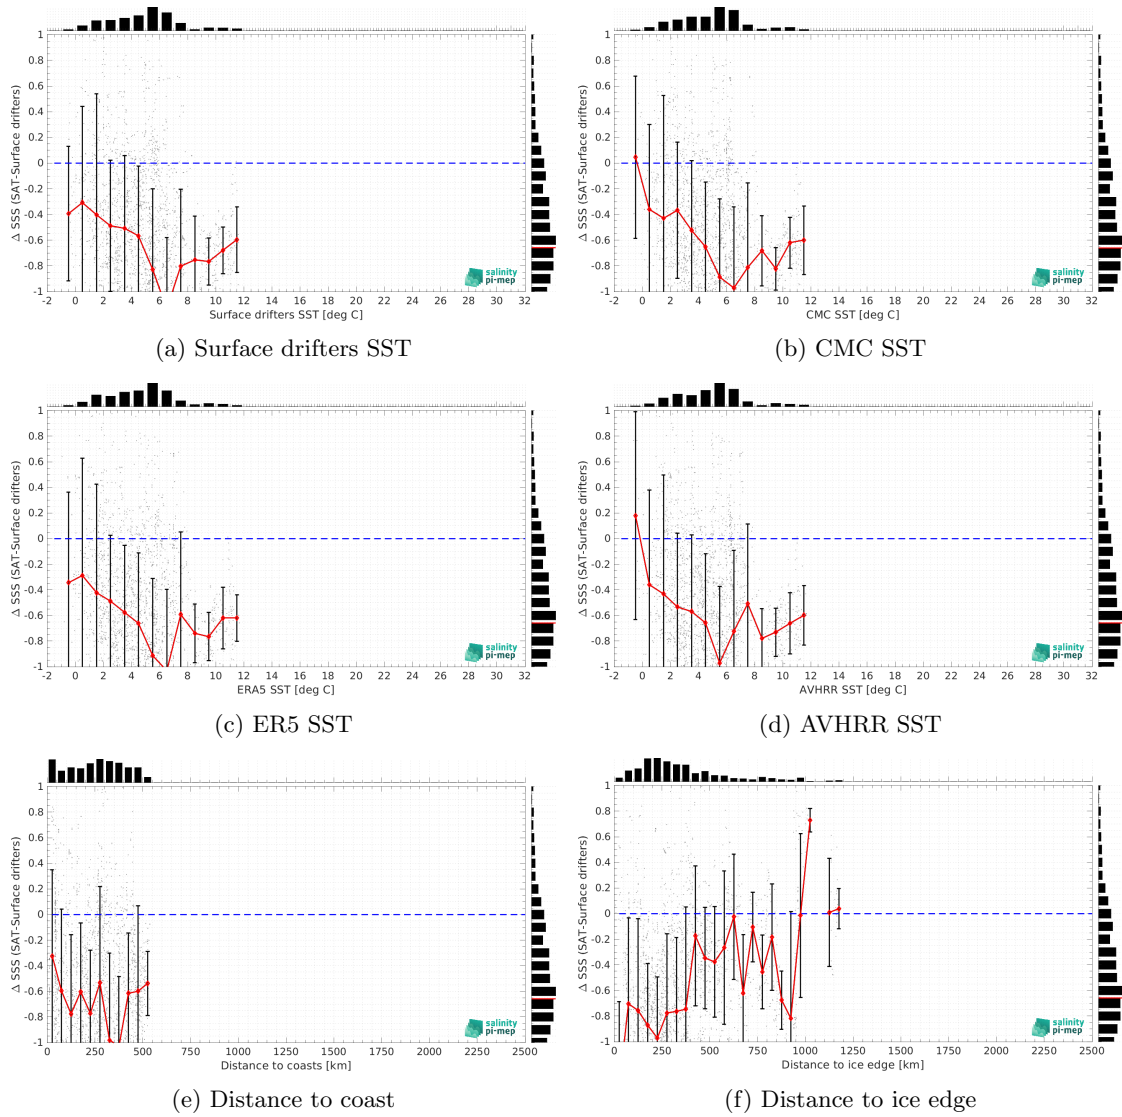 1
0.8
0.6
0.4
0.2
0
-0.2
-0.4
-0.6
-0.8
-1
Δ SSS (SAT-Surface drifters)
salinity
pi-mep
-2 0 2 4 6 8 10 12 14 16 18 20 22 24 26 28 30 32
Surface drifters SST [deg C]
(a) Surface drifters SST
1
0.8
0.6
0.4
0.2
0
-0.2
-0.4
-0.6
-0.8
-1
Δ SSS (SAT-Surface drifters)
salinity
pi-mep
-2 0 2 4 6 8 10 12 14 16 18 20 22 24 26 28 30 32
CMC SST [deg C]
(b) CMC SST
1
0.8
0.6
0.4
0.2
0
-0.2
-0.4
-0.6
-0.8
-1
Δ SSS (SAT-Surface drifters)
salinity
pi-mep
-2 0 2 4 6 8 10 12 14 16 18 20 22 24 26 28 30 32
ERA5 SST [deg C]
(c) ER5 SST
1
0.8
0.6
0.4
0.2
0
-0.2
-0.4
-0.6
-0.8
-1
Δ SSS (SAT-Surface drifters)
salinity
pi-mep
-2 0 2 4 6 8 10 12 14 16 18 20 22 24 26 28 30 32
AVHRR SST [deg C]
(d) AVHRR SST
1
0.8
0.6
0.4
0.2
0
-0.2
-0.4
-0.6
-0.8
-1
Δ SSS (SAT-Surface drifters)
salinity
pi-mep
0 250 500 750 1000 1250 1500 1750 2000 2250 2500
Distance to coasts [km]
(e) Distance to coast
1
0.8
0.6
0.4
0.2
0
-0.2
-0.4
-0.6
-0.8
-1
Δ SSS (SAT-Surface drifters)
salinity
pi-mep
0 250 500 750 1000 1250 1500 1750 2000 2250 2500
Distance to ice edge [km]
(f) Distance to ice edge